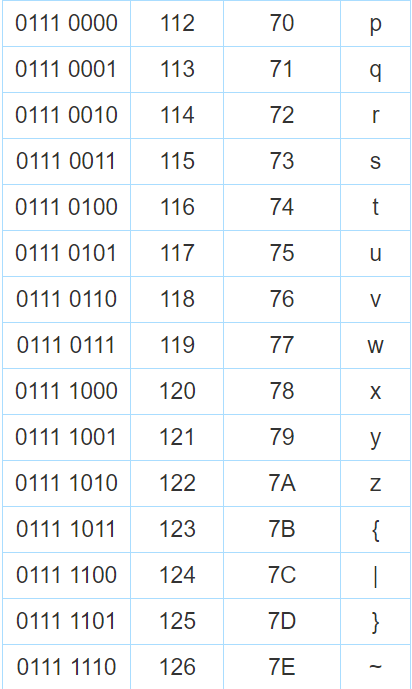 0111 0000 112 70 p
0111 0001 113 71 q
0111 0010 114 72 r
0111 0011 115 73 s
0111 0100 116 74 t
0111 0101 117 75 u
0111 0110 118 76 v
0111 0111 119 77 w
0111 1000 120 78 x
0111 1001 121 79 y
0111 1010 122 7A z
0111 1011 123 7B {
0111 1100 124 7C |
0111 1101 125 7D }
0111 1110 126 7E ~